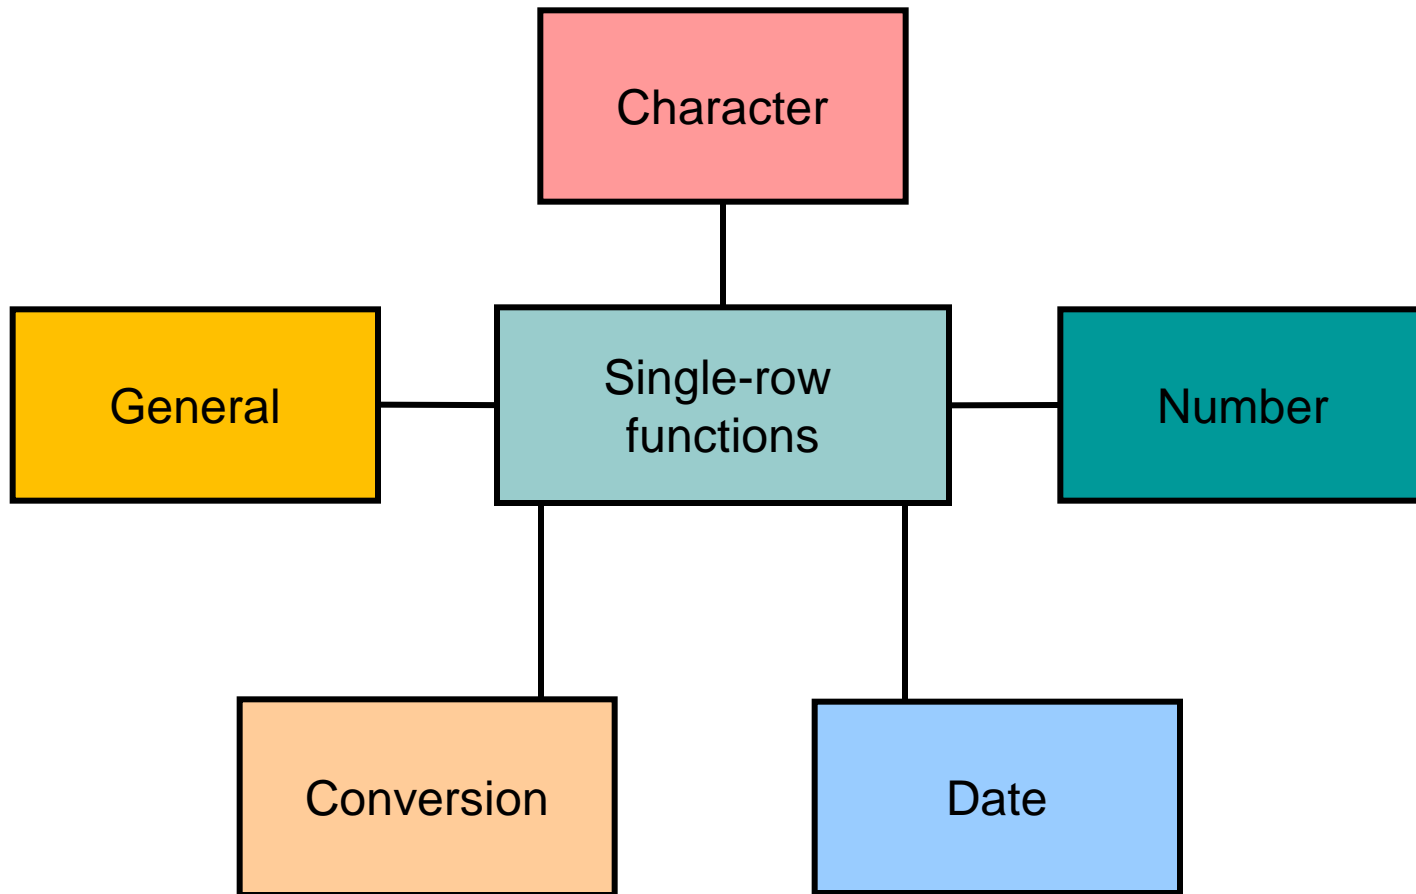 Character
General
Single-row
functions
Number
Conversion
Date